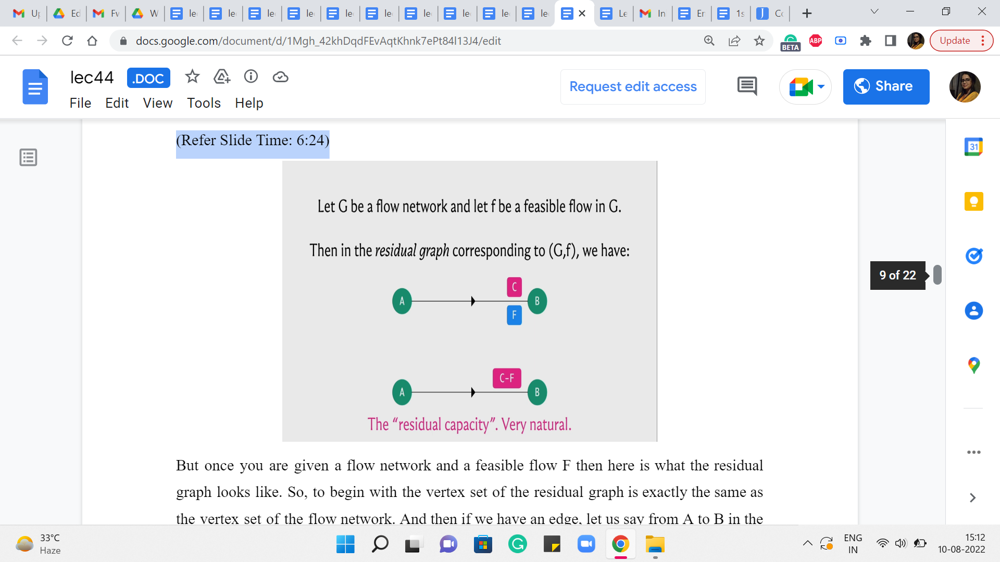 Ed
Fw
W
le
le
le
le
le
le
le
le
le
le
Le
In
Er
1s
docs.google.com/document/d/1Mgh_42khDqdFEvAqtKhnk7ePt84l13J4/edit
BETA
ABP
Update
lec44
.DOC
Request edit access
Share
File Edit View Tools Help
(Refer Slide Time: 6:24)
31
Let G be a flow network and let f be a feasible flow in G.
Then in the residual graph corresponding to (G,f), we have:
C
A
B
F
9 of 22
C-F
A
B
The “residual capacity”. Very natural.
But once you are given a flow network and a feasible flow F then here is what the residual
graph looks like. So, to begin with the vertex set of the residual graph is exactly the same as
the vertex set of the flow network. And then if we have an edge, let us say from A to B in the
33°C
Haze
ENG
IN
15:12
10-08-2022